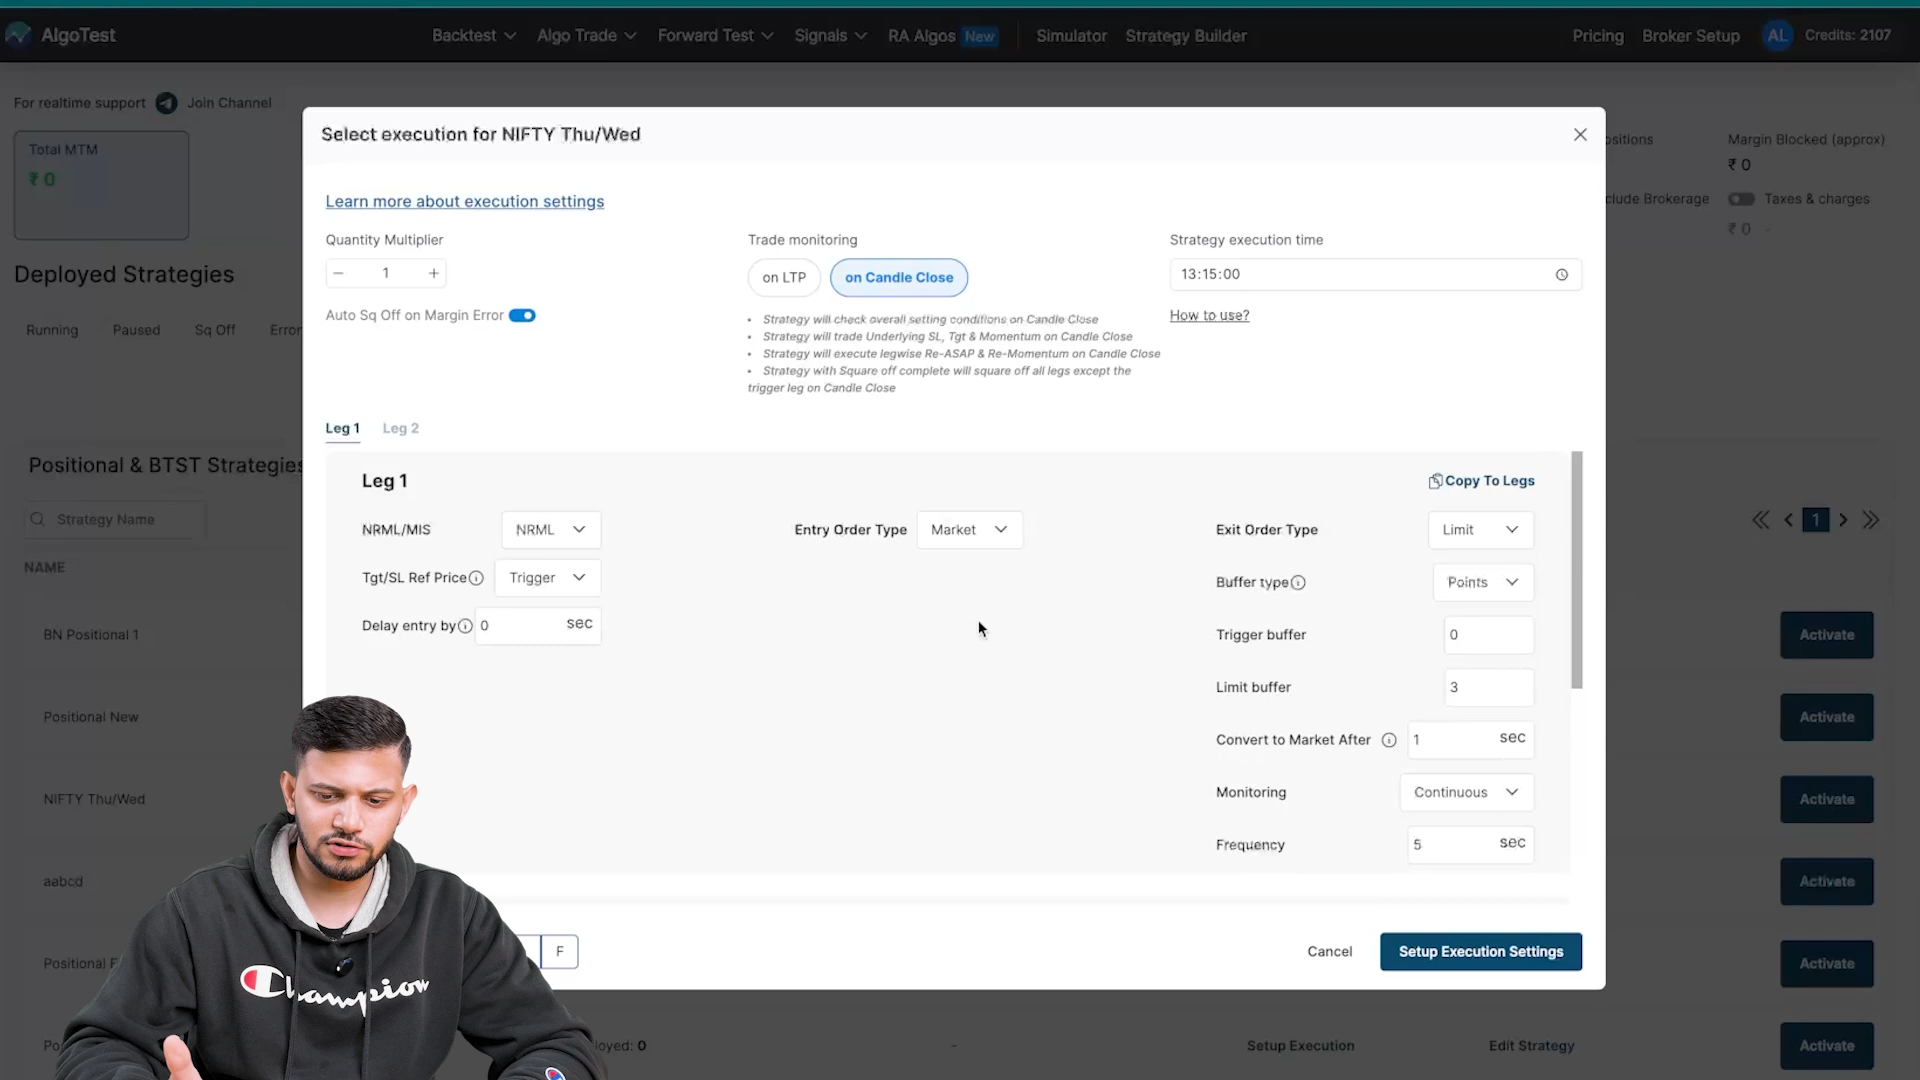 AlgoTest
Backtest
Algo Trade
Forward Test
Signals
RA Algos New
Simulator
Strategy Builder
Pricing
Broker Setup
AL
Credits: 2107
For realtime support
Join Channel
Total MTM
₹ 0
ositions
Margin Blocked (approx)
₹ 0
clude Brokerage
Taxes & charges
₹ 0 -
Deployed Strategies
Running
Paused
Sq Off
Error
Positional & BTST Strategies
Strategy Name
1
NAME
BN Positional 1
Activate
Positional New
Activate
NIFTY Thu/Wed
Activate
aabcd
Activate
Positional F
Activate
Po
loyed: 0
-
Setup Execution
Edit Strategy
Activate
Select execution for NIFTY Thu/Wed
Learn more about execution settings
Quantity Multiplier
− 1 +
Auto Sq Off on Margin Error
Trade monitoring
on LTP
on Candle Close
• Strategy will check overall setting conditions on Candle Close
• Strategy will trade Underlying SL, Tgt & Momentum on Candle Close
• Strategy will execute legwise Re-ASAP & Re-Momentum on Candle Close
• Strategy with Square off complete will square off all legs except the
trigger leg on Candle Close
Strategy execution time
13:15:00
How to use?
Leg 1
Leg 2
Leg 1
Copy To Legs
NRML/MIS
NRML
Tgt/SL Ref Price
Trigger
Delay entry by
0 sec
Entry Order Type
Market
Exit Order Type
Limit
Buffer type
Points
Trigger buffer
0
Limit buffer
3
Convert to Market After
1 sec
Monitoring
Continuous
Frequency
5 sec
F
Cancel
Setup Execution Settings
Champion